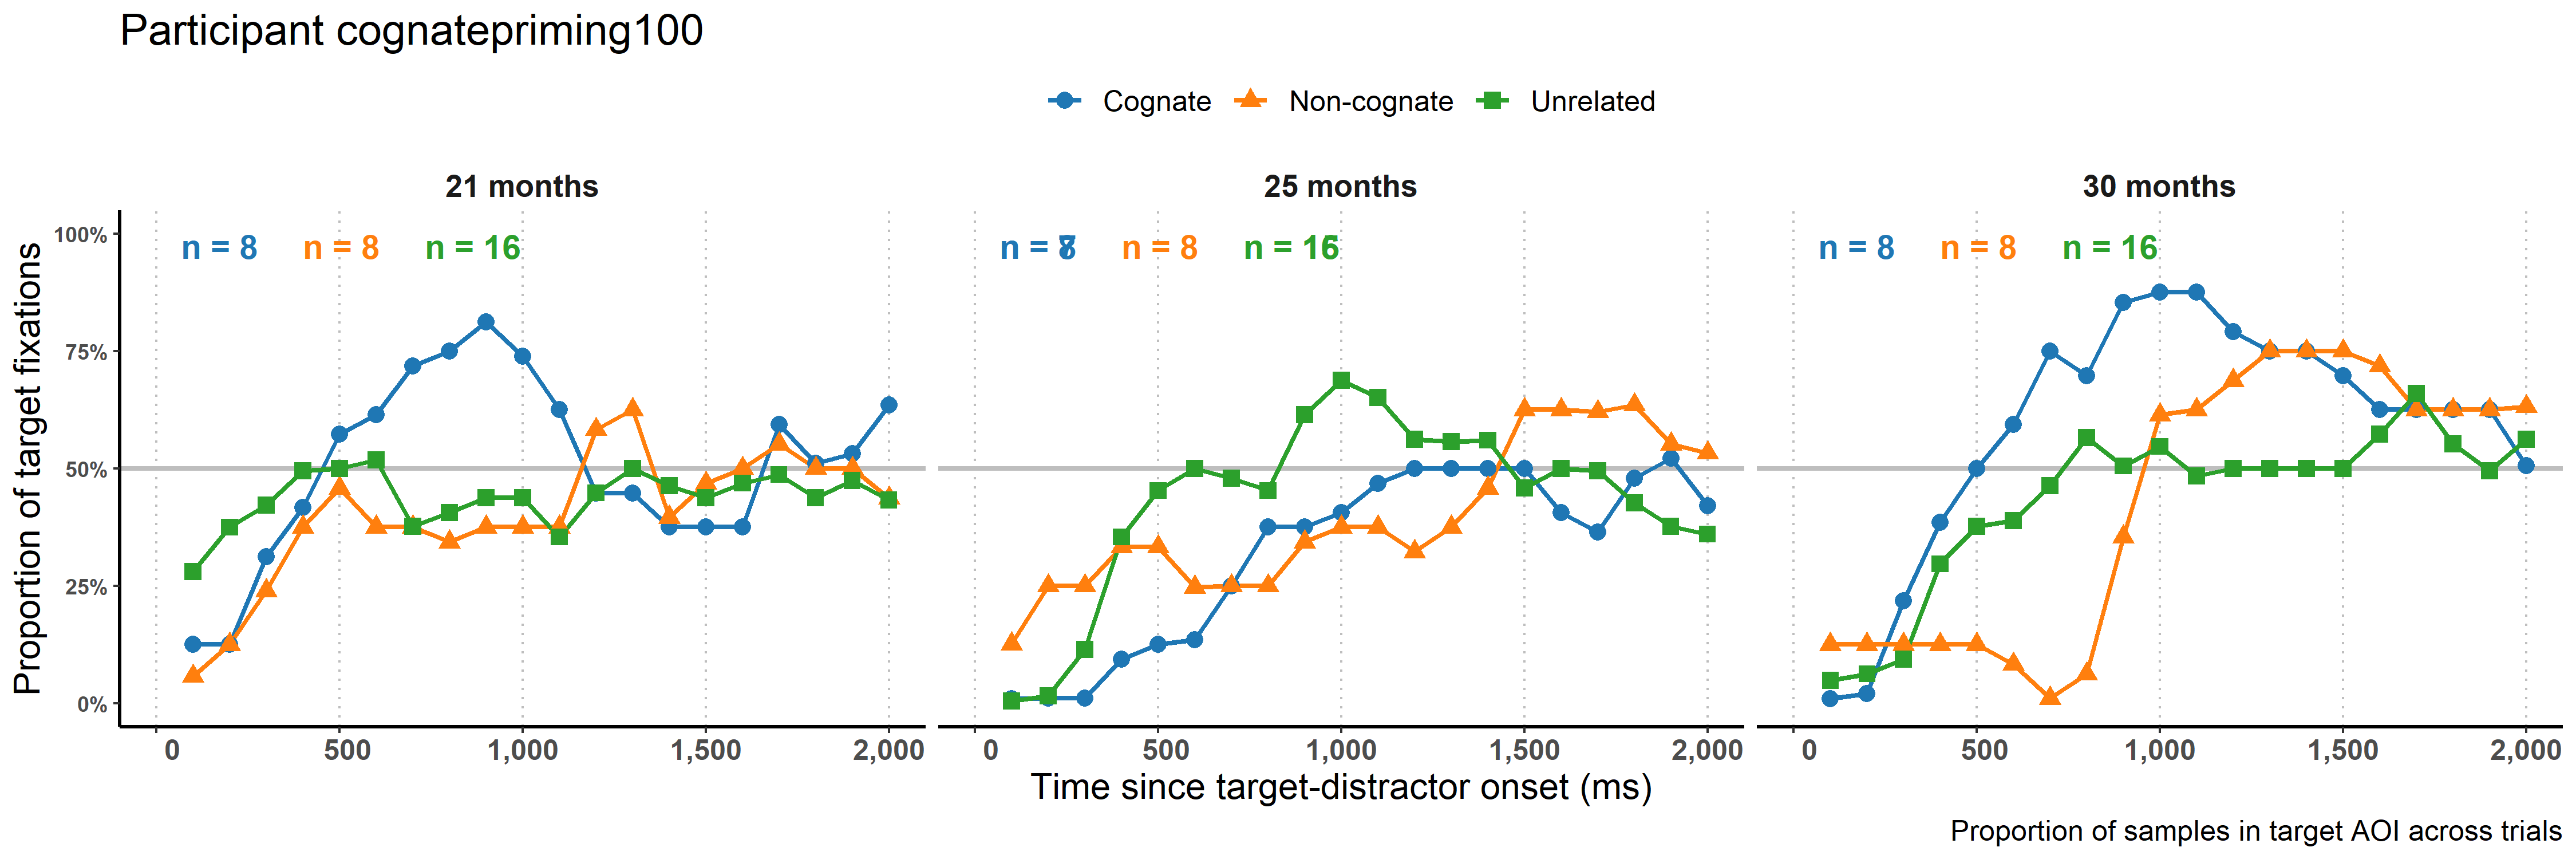 Participant cognatepriming100
Cognate Non-cognate Unrelated
21 months 25 months 30 months
n = 8 n = 8 n = 16 n = n = 8 n = n = 8 n = 8 n = 16
100%
75%
50%
25%
0%
Proportion of target fixations
0 500 1,000 1,500 2,000 0 500 1,000 1,500 2,000 0 500 1,000 1,500 2,000
Time since target-distractor onset (ms)
Proportion of samples in target AOI across trials